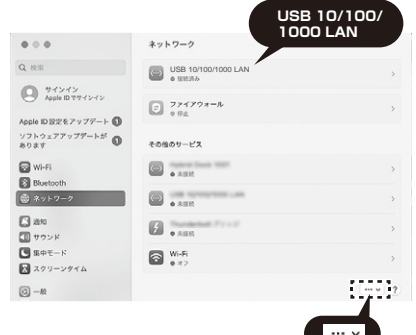 USB 10/100/
1000 LAN
ネットワーク
検索
サインイン
Apple IDでサインイン
Apple ID設定をアップデート 1
ソフトウェアアップデートが
あります 1
Wi-Fi
Bluetooth
ネットワーク
通知
サウンド
集中モード
スクリーンタイム
一般
USB 10/100/1000 LAN
接続済み
ファイアウォール
停止
その他のサービス
未接続
未接続
未接続
Wi-Fi
オフ
?